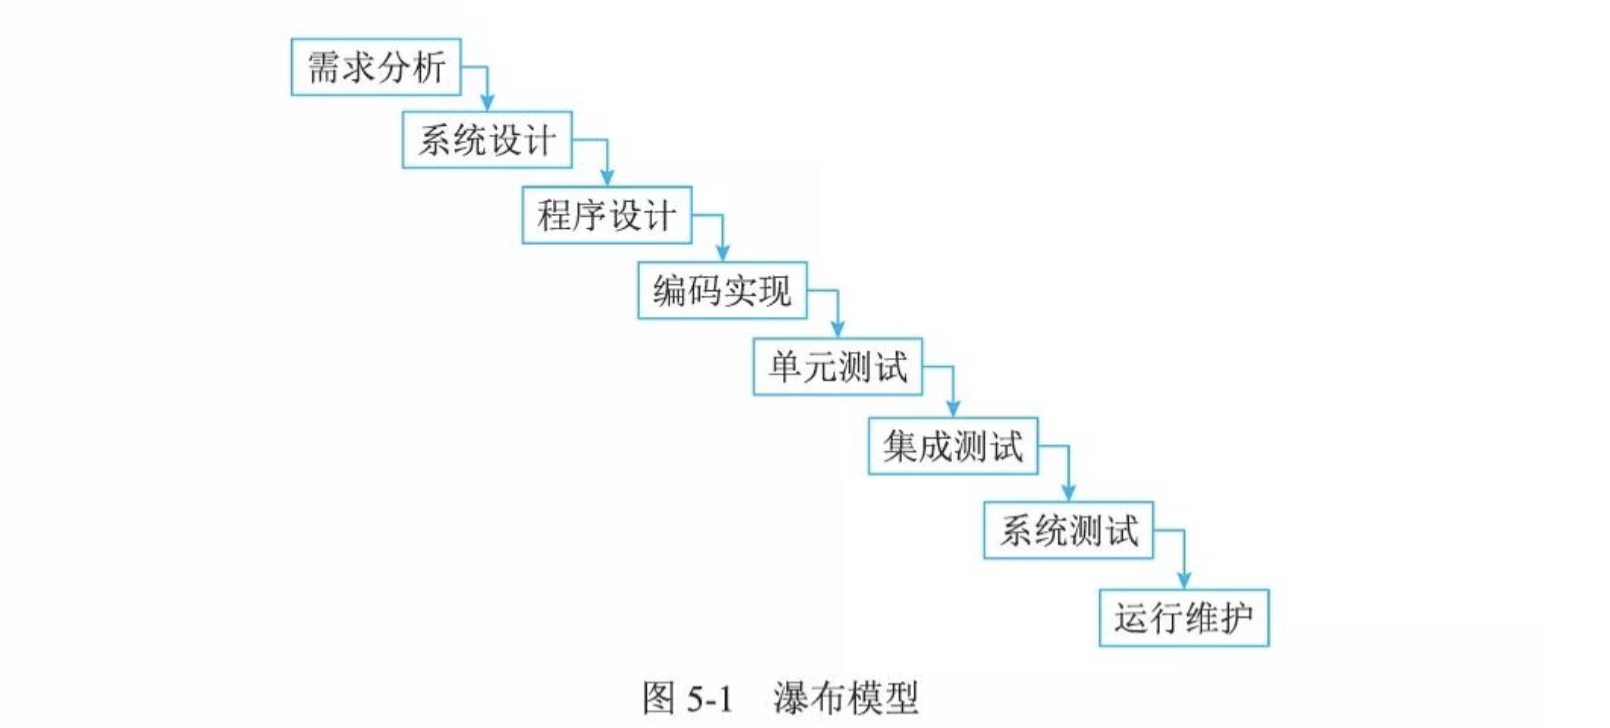 需求分析
系统设计
程序设计
编码实现
单元测试
集成测试
系统测试
运行维护
图 5-1 瀑布模型